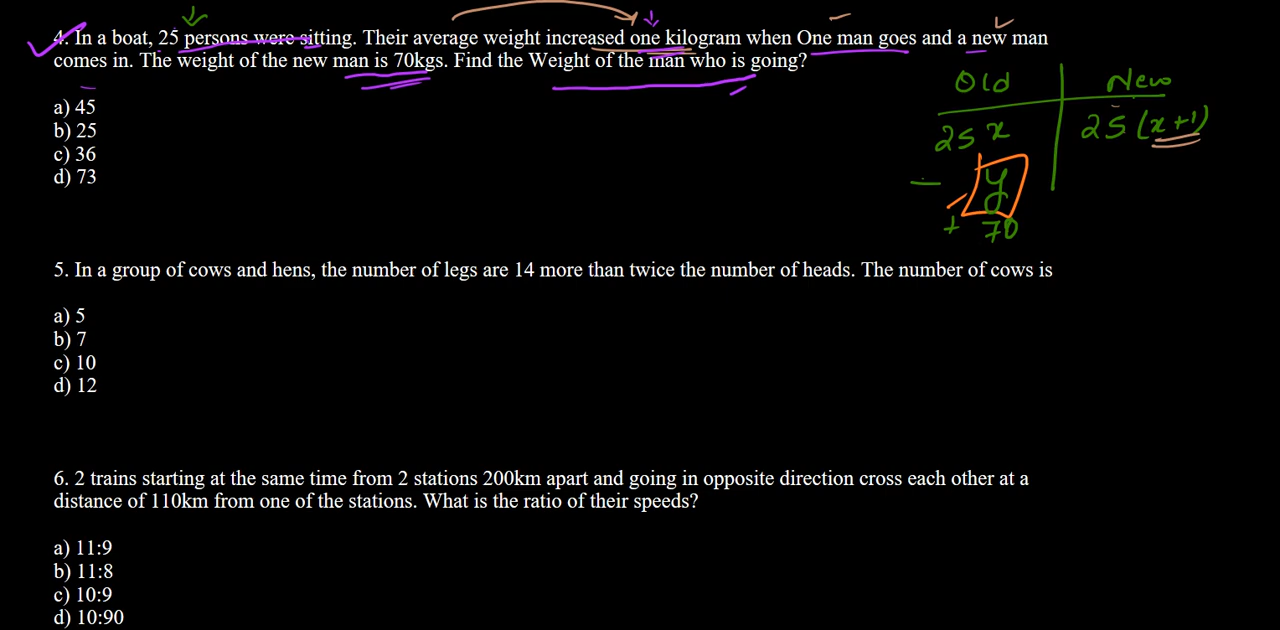 4. In a boat, 25 persons were sitting. Their average weight increased one kilogram when One man goes and a new man
comes in. The weight of the new man is 70kgs. Find the Weight of the man who is going?
a) 45
b) 25
c) 36
d) 73
Old New
25 x 25 (x+1)
- y
+ 70
5. In a group of cows and hens, the number of legs are 14 more than twice the number of heads. The number of cows is
a) 5
b) 7
c) 10
d) 12
6. 2 trains starting at the same time from 2 stations 200km apart and going in opposite direction cross each other at a
distance of 110km from one of the stations. What is the ratio of their speeds?
a) 11:9
b) 11:8
c) 10:9
d) 10:90